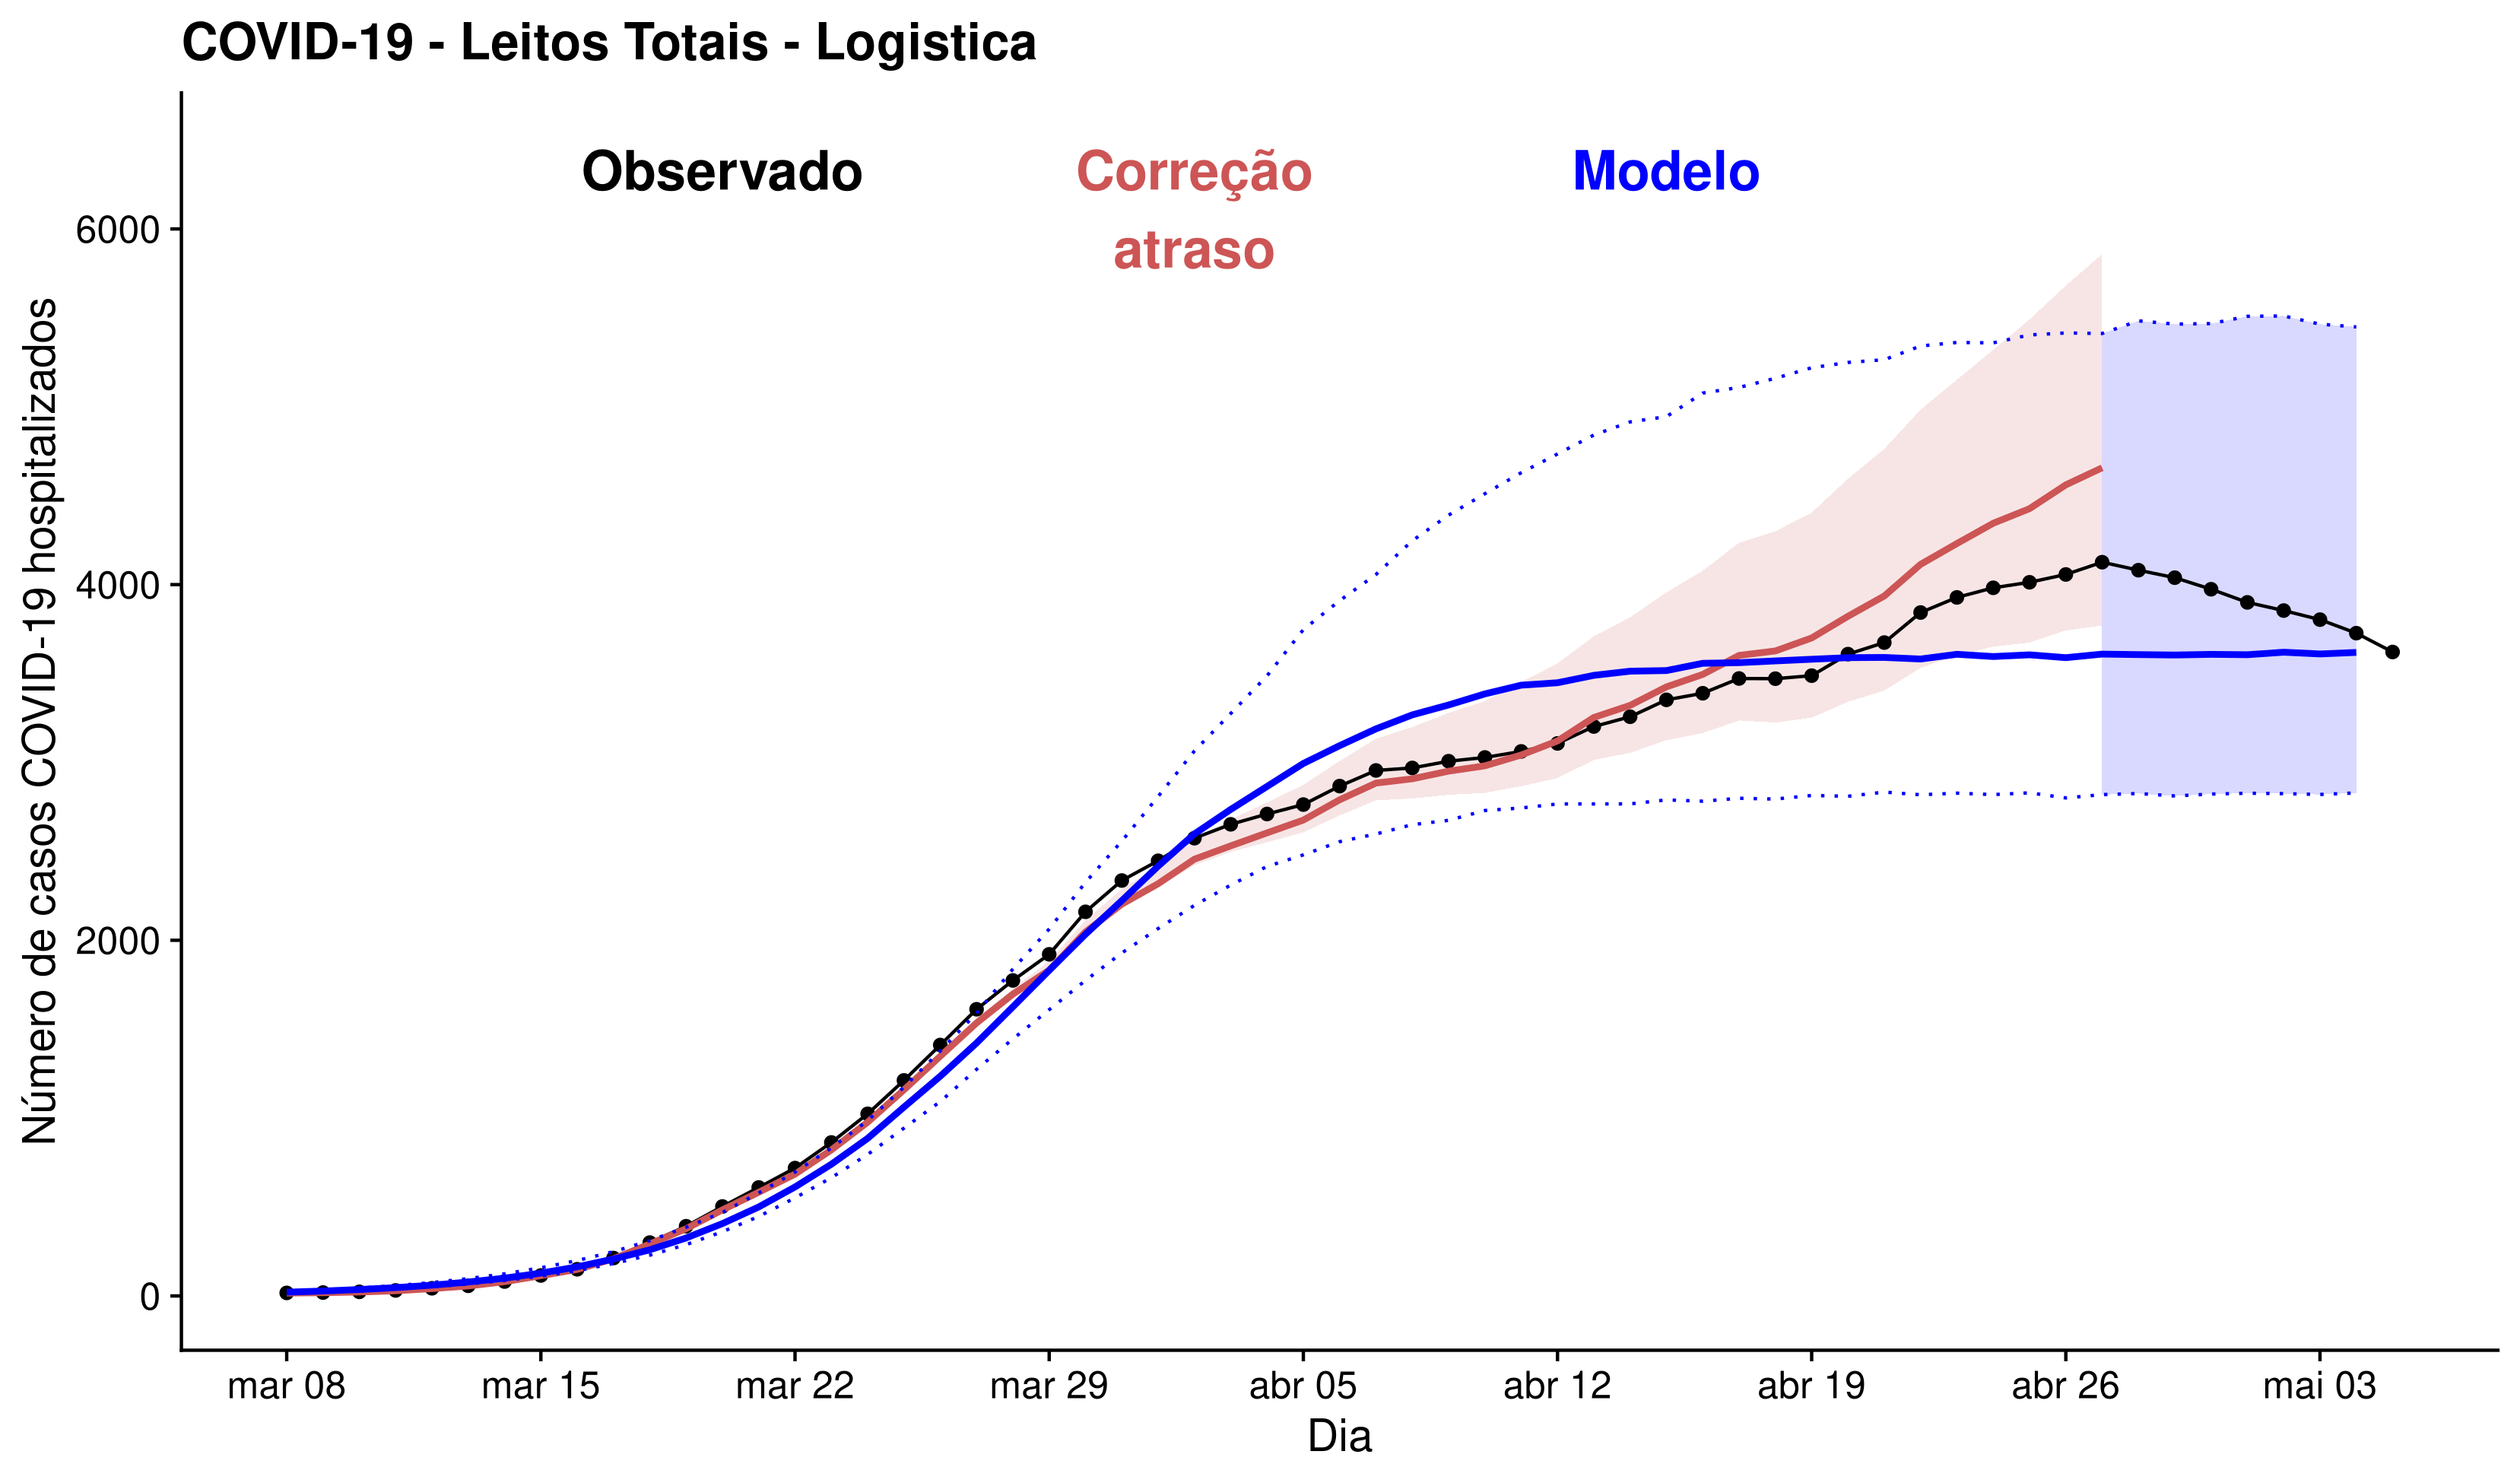 COVID-19 - Leitos Totais - Logistica
Observado
Correção
atraso
Modelo
Número de casos COVID-19 hospitalizados
6000
4000
2000
0
mar 08
mar 15
mar 22
mar 29
abr 05
abr 12
abr 19
abr 26
mai 03
Dia